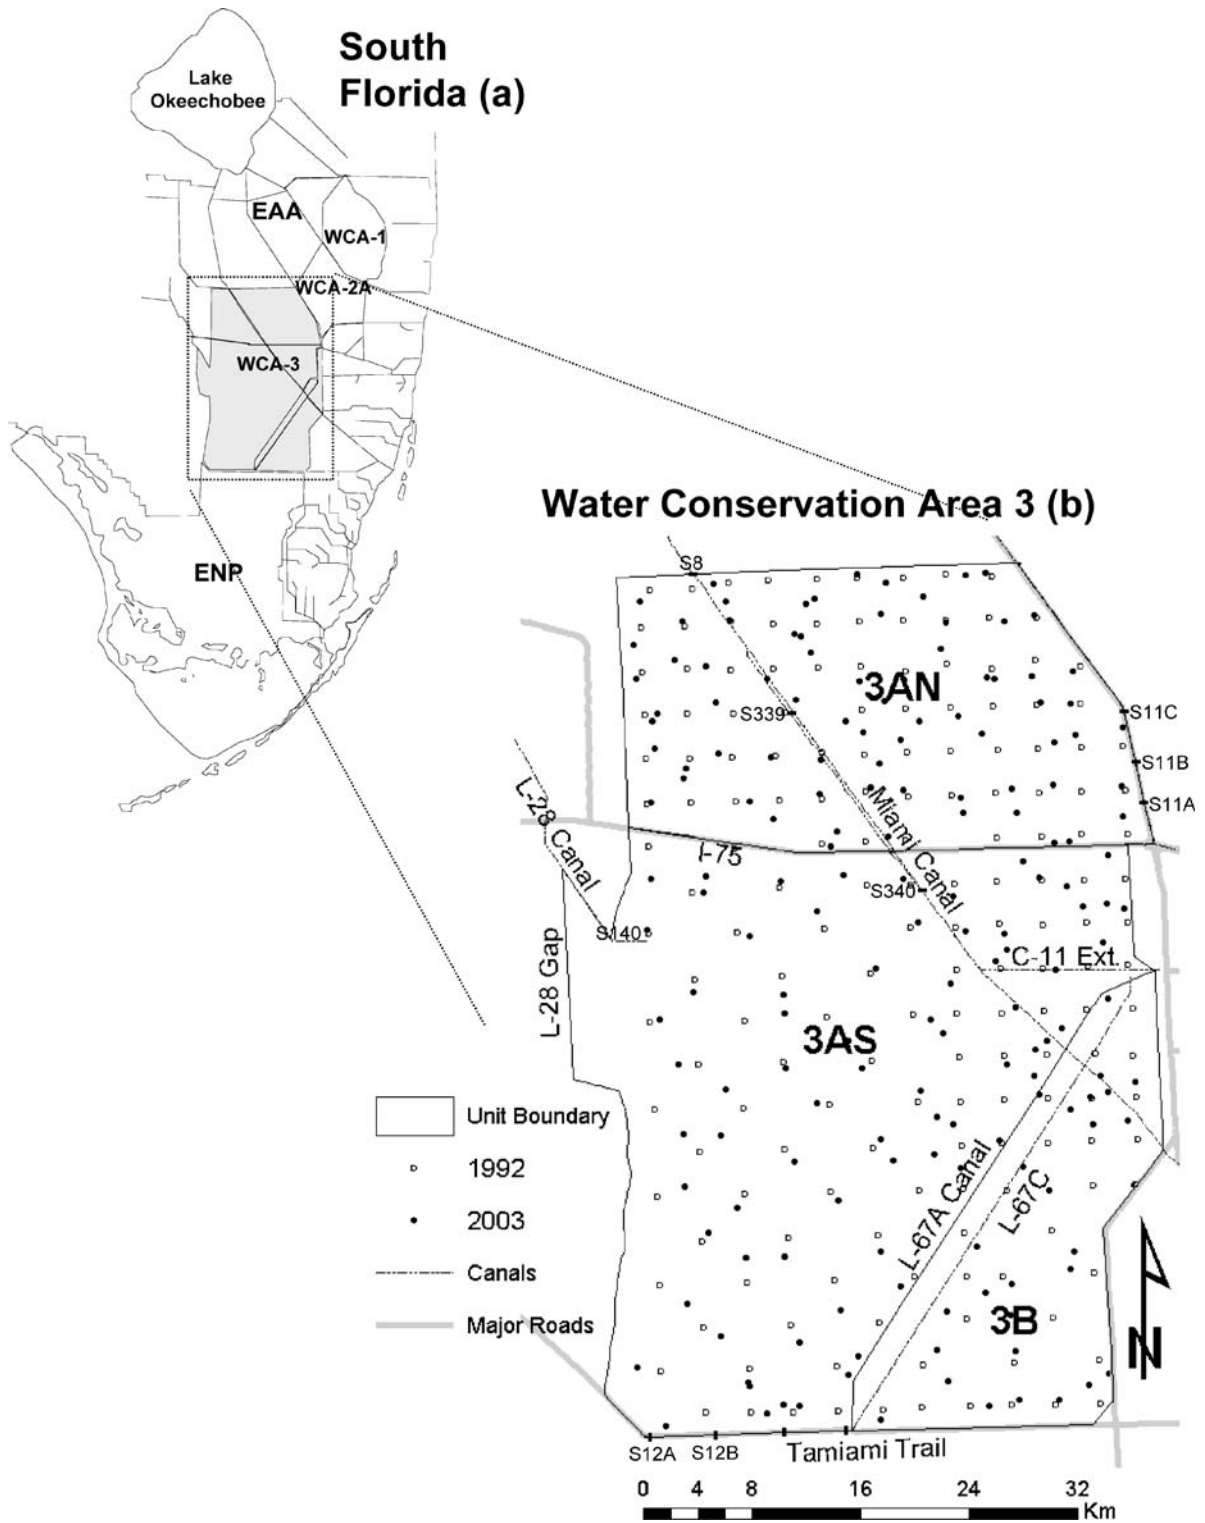 South
Florida (a)
Lake
Okeechobee
EAA
WCA-1
WCA-2A
WCA-3
ENP
Water Conservation Area 3 (b)
S8
3AN
S339
S11C
S11B
S11A
L-28 Canal
Miami Canal
I-75
S340
S140
L-28 Gap
C-11 Ext.
3AS
Unit Boundary
1992
2003
Canals
Major Roads
L-67A Canal
L-67C
3B
N
S12A
S12B
Tamiami Trail
0 4 8 16 24 32
Km